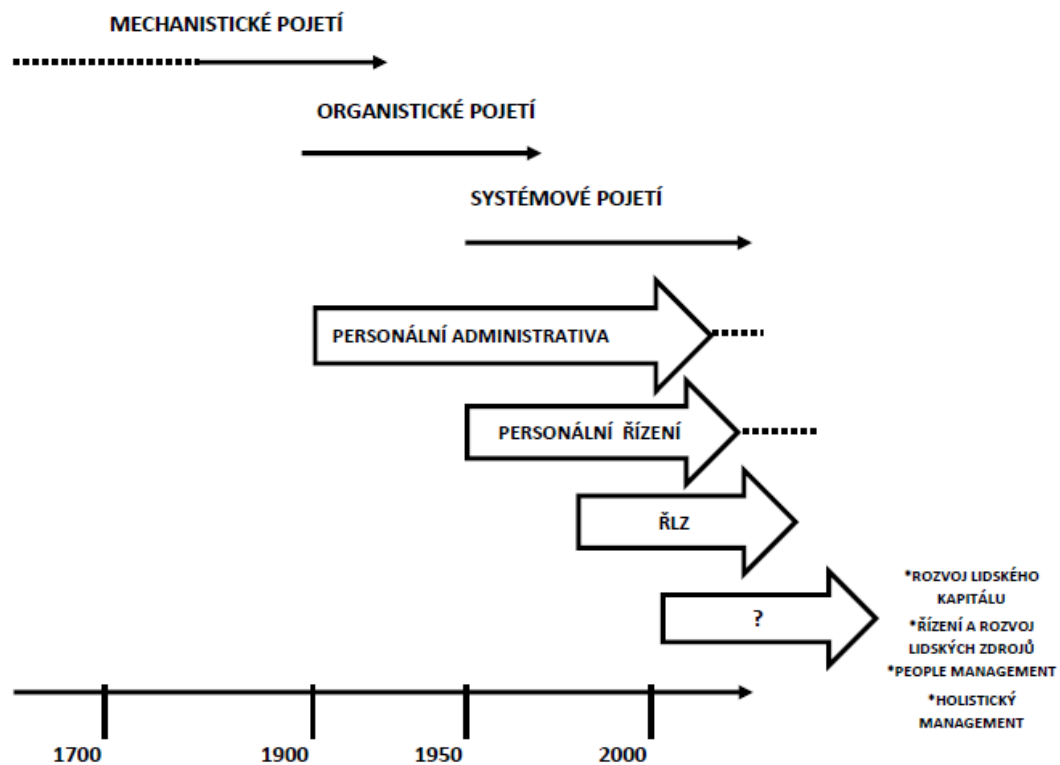 MECHANISTICKÉ POJETÍ
ORGANISTICKÉ POJETÍ
SYSTÉMOVÉ POJETÍ
PERSONÁLNÍ ADMINISTRATIVA
PERSONÁLNÍ ŘÍZENÍ
ŘLZ
?
*ROZVOJ LIDSKÉHO
KAPITÁLU
*ŘÍZENÍ A ROZVOJ
LIDSKÝCH ZDROJŮ
*PEOPLE MANAGEMENT
*HOLISTICKÝ
MANAGEMENT
1700 1900 1950 2000